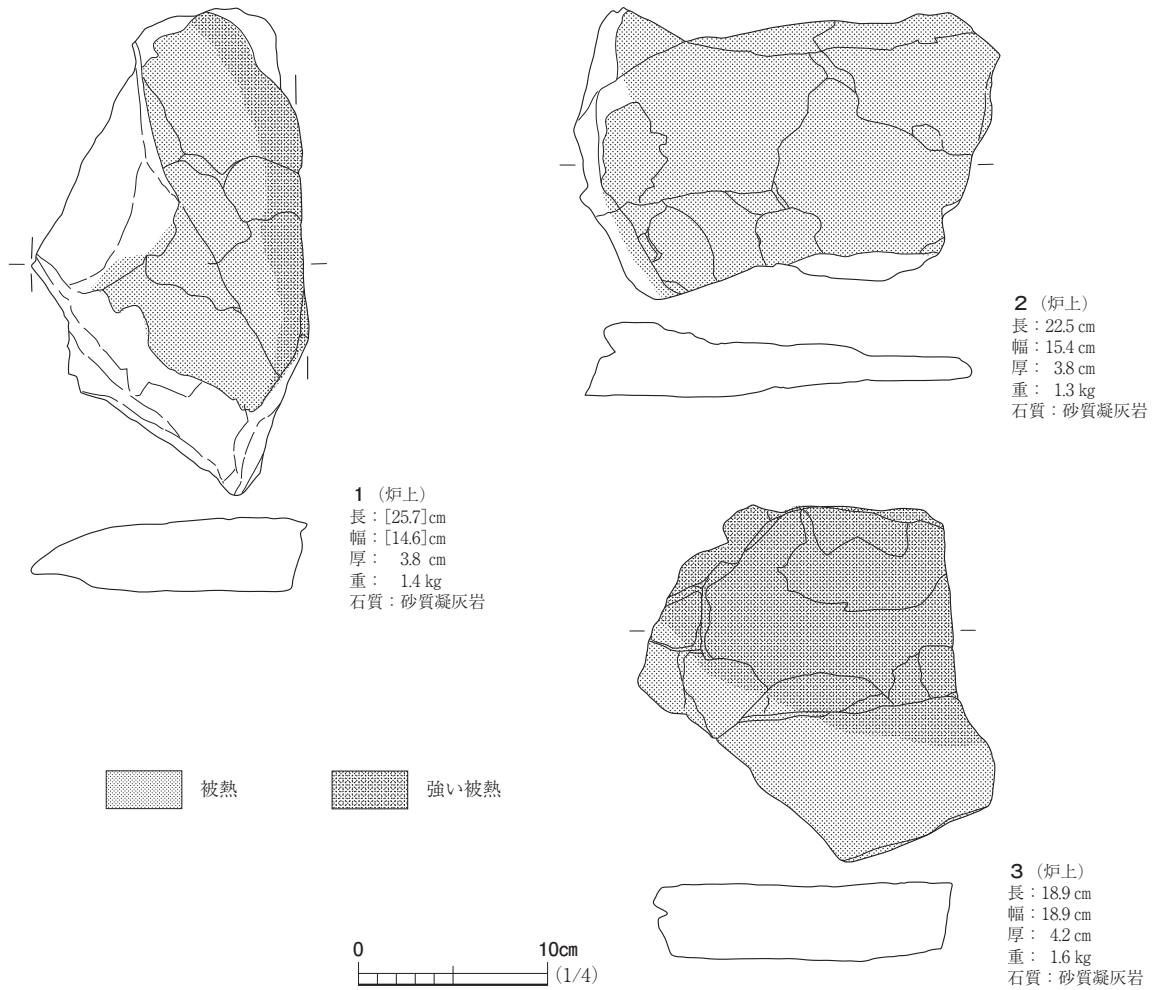 1 （炉上）
長：[25.7]cm
幅：[14.6]cm
厚： 3.8 cm
重： 1.4 kg
石質：砂質凝灰岩
2 （炉上）
長：22.5 cm
幅：15.4 cm
厚： 3.8 cm
重： 1.3 kg
石質：砂質凝灰岩
3 （炉上）
長：18.9 cm
幅：18.9 cm
厚： 4.2 cm
重： 1.6 kg
石質：砂質凝灰岩
被熱
強い被熱
0 10cm
(1/4)